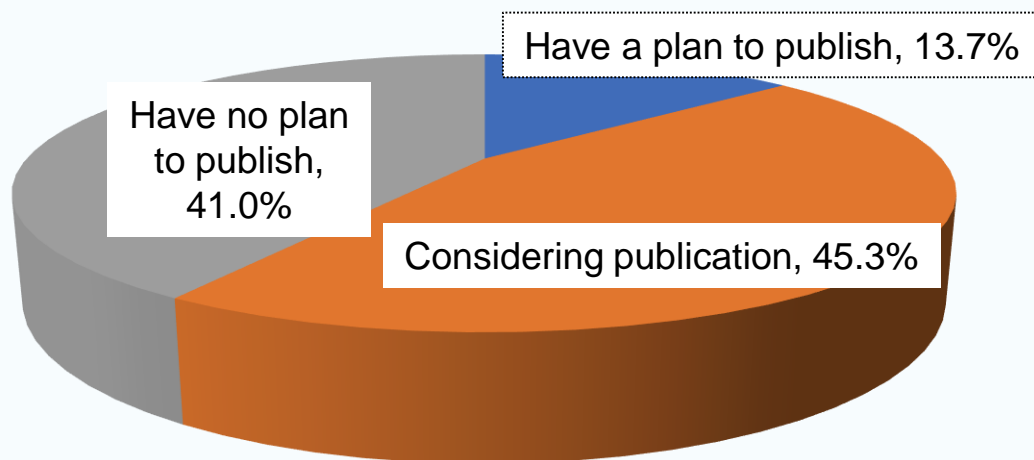 Have a plan to publish, 13.7%
Have no plan
to publish,
41.0%
Considering publication, 45.3%